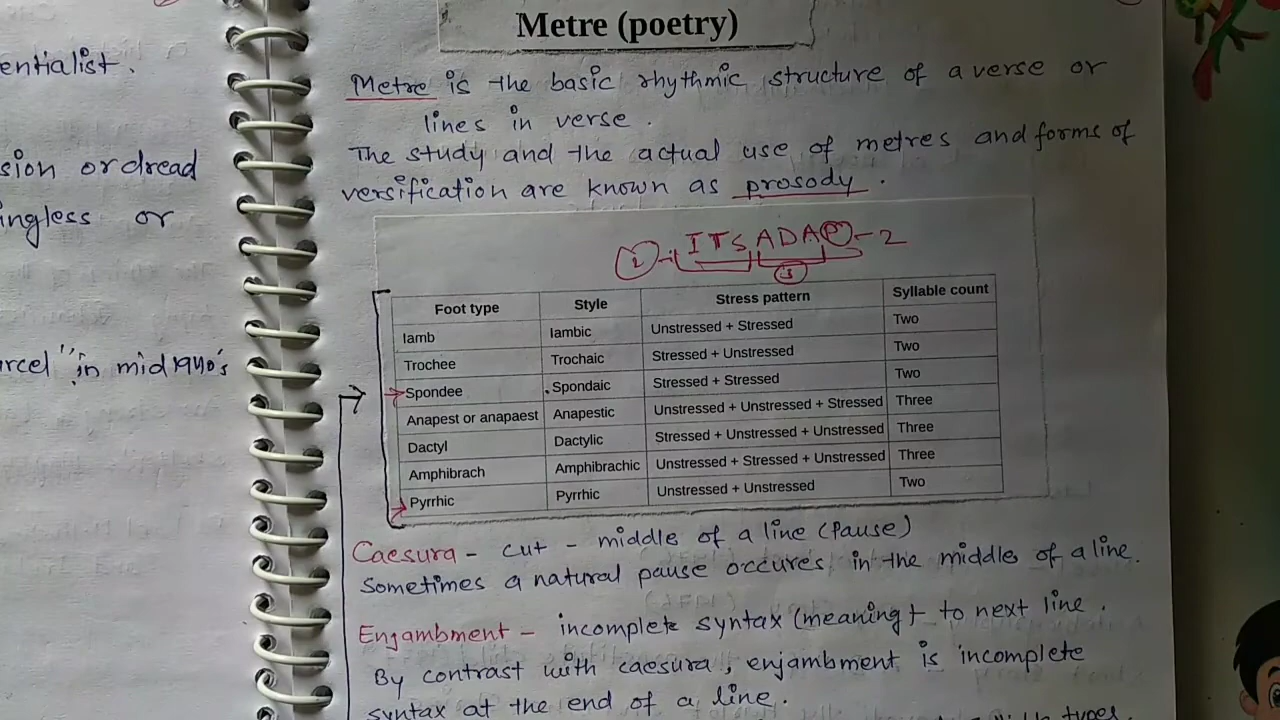 entialist.
sion or dread
ingless or
rcel" in mid 1940's
Metre (poetry)
Metre is the basic rhythmic structure of a verse or
lines in verse.
The study and the actual use of metres and forms of
versification are known as prosody.
2 ITS ADAP - 2
3
Foot type Style Stress pattern Syllable count
Iamb Iambic Unstressed + Stressed Two
Trochee Trochaic Stressed + Unstressed Two
Spondee Spondaic Stressed + Stressed Two
Anapest or anapaest Anapestic Unstressed + Unstressed + Stressed Three
Dactyl Dactylic Stressed + Unstressed + Unstressed Three
Amphibrach Amphibrachic Unstressed + Stressed + Unstressed Three
Pyrrhic Pyrrhic Unstressed + Unstressed Two
Caesura - cut - middle of a line (Pause)
Sometimes a natural pause occures in the middle of a line.
Enjambment - incomplete syntax (meaning) to next line.
By contrast with caesura, enjambment is incomplete
syntax at the end of a line.
types.